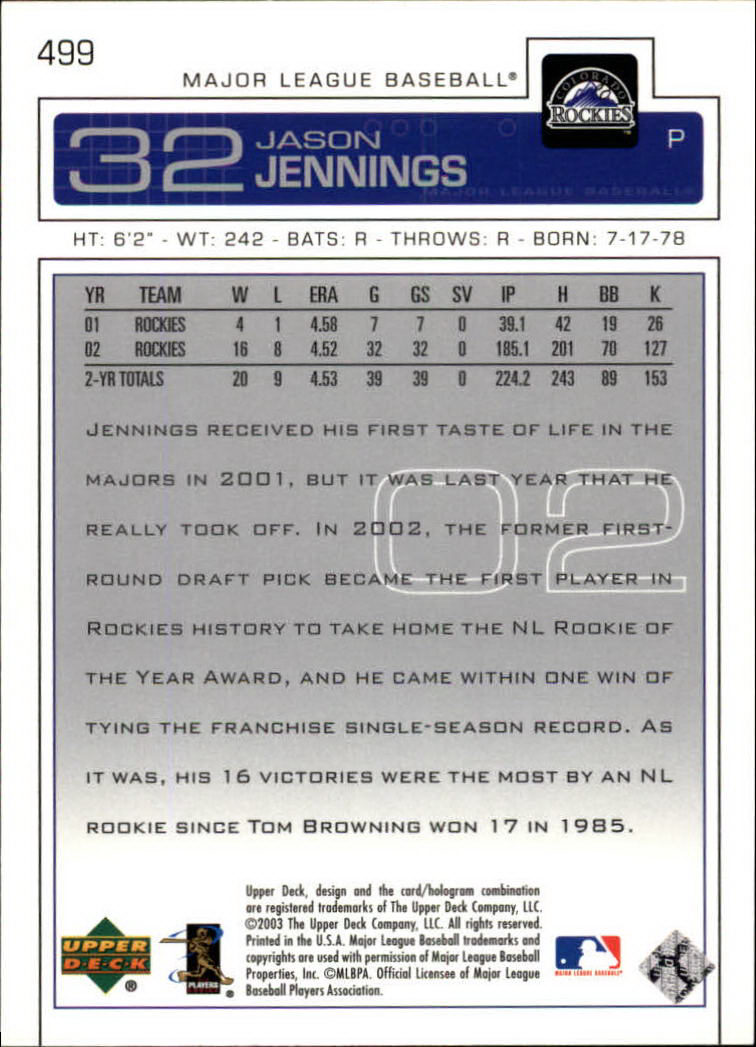 499
MAJOR LEAGUE BASEBALL®
COLORADO
ROCKIES™
32 JASON
JENNINGS
P
MAJOR LEAGUE BASEBALL®
HT: 6'2" - WT: 242 - BATS: R - THROWS: R - BORN: 7-17-78
YR TEAM W L ERA G GS SV IP H BB K
01 ROCKIES 4 1 4.58 7 7 0 39.1 42 19 26
02 ROCKIES 16 8 4.52 32 32 0 185.1 201 70 127
2-YR TOTALS 20 9 4.53 39 39 0 224.2 243 89 153
02
JENNINGS RECEIVED HIS FIRST TASTE OF LIFE IN THE
MAJORS IN 2001, BUT IT WAS LAST YEAR THAT HE
REALLY TOOK OFF. IN 2002, THE FORMER FIRST-
ROUND DRAFT PICK BECAME THE FIRST PLAYER IN
ROCKIES HISTORY TO TAKE HOME THE NL ROOKIE OF
THE YEAR AWARD, AND HE CAME WITHIN ONE WIN OF
TYING THE FRANCHISE SINGLE-SEASON RECORD. AS
IT WAS, HIS 16 VICTORIES WERE THE MOST BY AN NL
ROOKIE SINCE TOM BROWNING WON 17 IN 1985.
Upper Deck, design and the card/hologram combination
are registered trademarks of The Upper Deck Company, LLC.
©2003 The Upper Deck Company, LLC. All rights reserved.
Printed in the U.S.A. Major League Baseball trademarks and
copyrights are used with permission of Major League Baseball
Properties, Inc. ©MLBPA. Official Licensee of Major League
Baseball Players Association.
UPPER
D·E·C·K
®
PLAYERS
®
MAJOR LEAGUE BASEBALL®